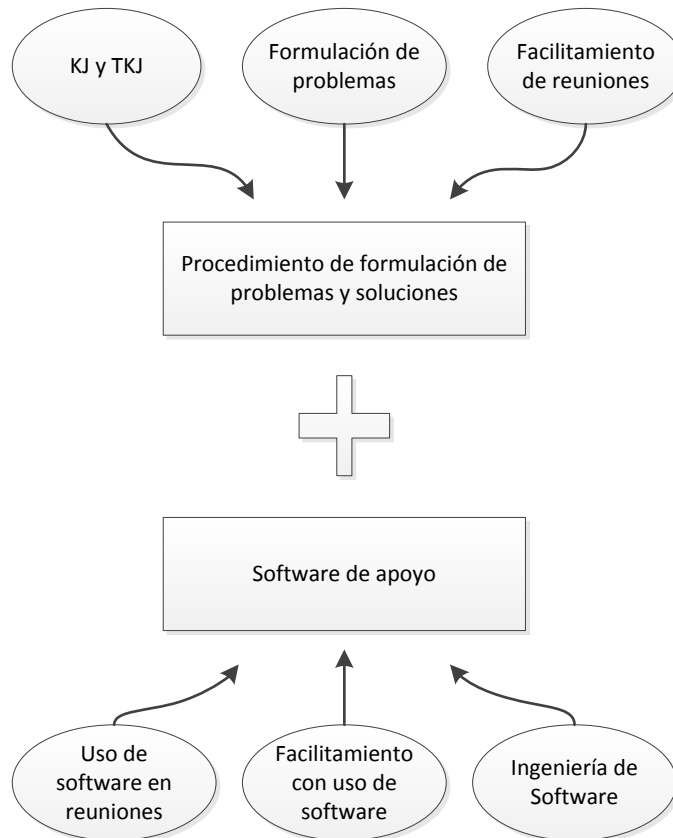 KJ y TKJ
Formulación de
problemas
Facilitamiento
de reuniones
Procedimiento de formulación de
problemas y soluciones
Software de apoyo
Uso de
software en
reuniones
Facilitamiento
con uso de
software
Ingeniería de
Software